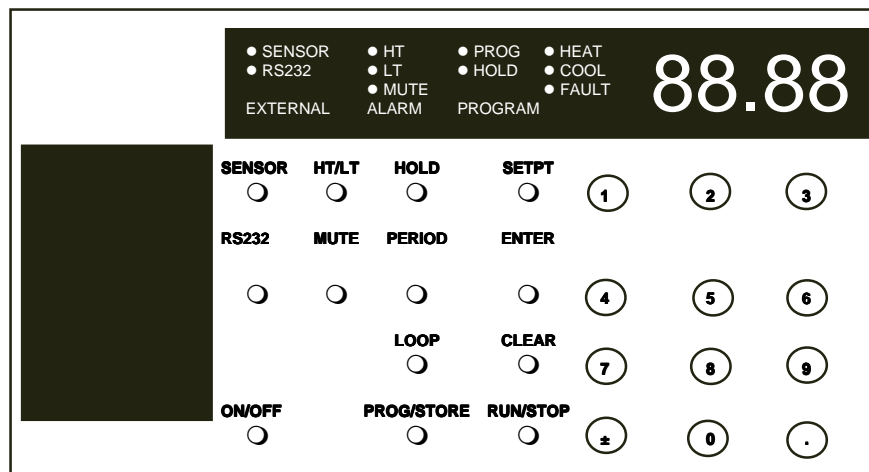 ● SENSOR ● HT ● PROG ● HEAT
● RS232 ● LT ● HOLD ● COOL
● MUTE ● FAULT
EXTERNAL ALARM PROGRAM
88.88
SENSOR HT/LT HOLD SETPT
1 2 3
RS232 MUTE PERIOD ENTER
4 5 6
LOOP CLEAR
7 8 9
ON/OFF PROG/STORE RUN/STOP
± 0 .